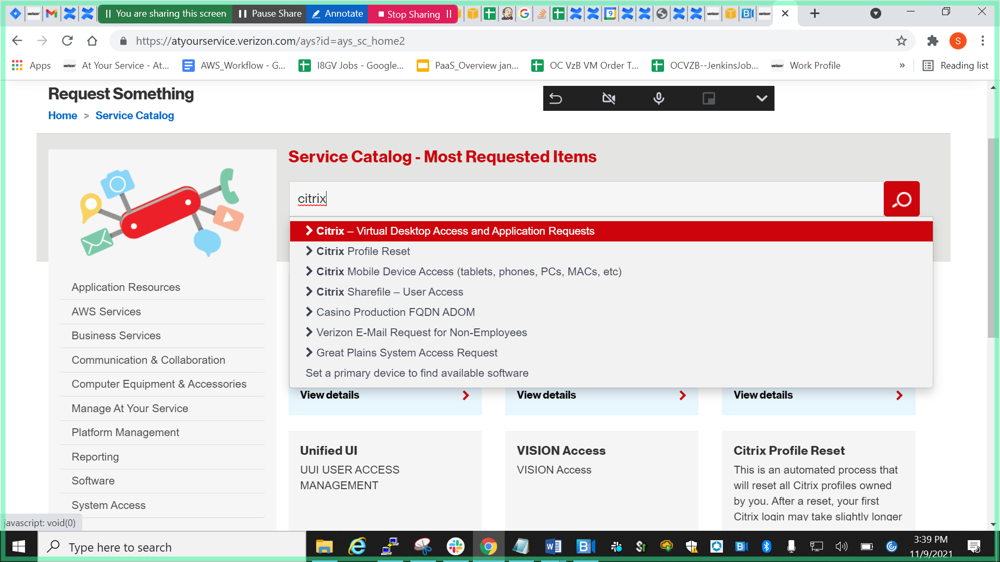 You are sharing this screen
Pause Share
Annotate
Stop Sharing
https://atyourservice.verizon.com/ays?id=ays_sc_home2
S
Apps
At Your Service - At...
AWS_Workflow - G...
I8GV Jobs - Google...
PaaS_Overview jan...
OC VzB VM Order T...
OCVZB--JenkinsJob...
Work Profile
»
Reading list
Request Something
Home > Service Catalog
Service Catalog - Most Requested Items
citrix
Citrix – Virtual Desktop Access and Application Requests
Citrix Profile Reset
Citrix Mobile Device Access (tablets, phones, PCs, MACs, etc)
Citrix Sharefile – User Access
Casino Production FQDN ADOM
Verizon E-Mail Request for Non-Employees
Great Plains System Access Request
Set a primary device to find available software
Application Resources
AWS Services
Business Services
Communication & Collaboration
Computer Equipment & Accessories
Manage At Your Service
Platform Management
Reporting
Software
System Access
View details
View details
View details
Unified UI
UUI USER ACCESS
MANAGEMENT
VISION Access
VISION Access
Citrix Profile Reset
This is an automated process that
will reset all Citrix profiles owned
by you. After a reset, your first
Citrix login may take slightly longer
javascript: void(0)
Type here to search
3:39 PM
11/9/2021